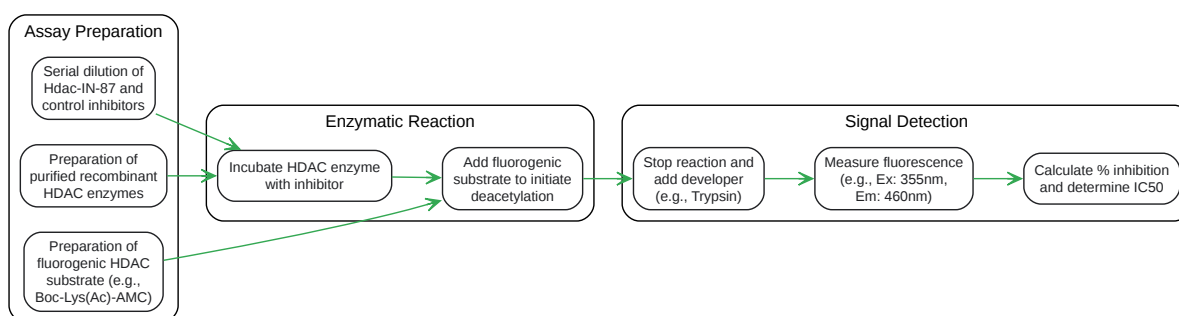 Assay Preparation
Serial dilution of
Hdac-IN-87 and
control inhibitors
Preparation of
purified recombinant
HDAC enzymes
Preparation of
fluorogenic HDAC
substrate (e.g.,
Boc-Lys(Ac)-AMC)
Enzymatic Reaction
Incubate HDAC enzyme
with inhibitor
Add fluorogenic
substrate to initiate
deacetylation
Signal Detection
Stop reaction and
add developer
(e.g., Trypsin)
Measure fluorescence
(e.g., Ex: 355nm,
Em: 460nm)
Calculate % inhibition
and determine IC50